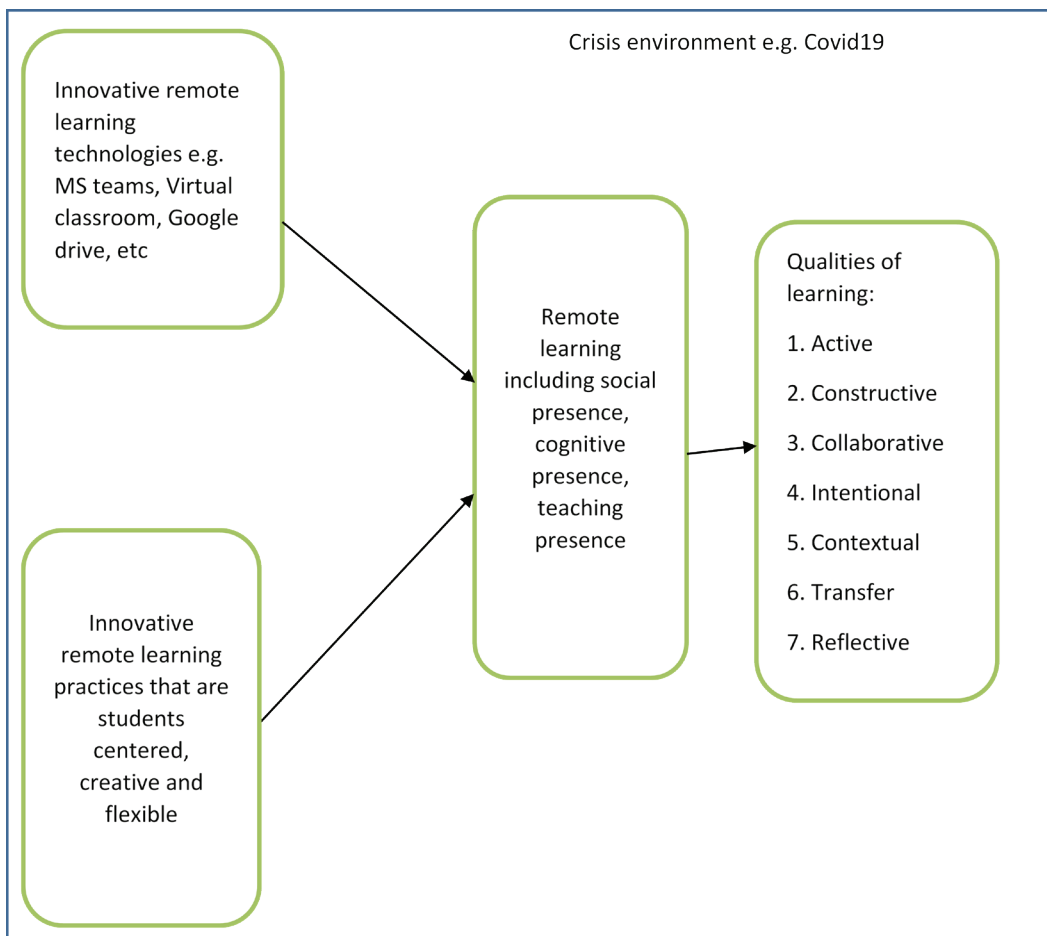 Crisis environment e.g. Covid19
Innovative remote
learning
technologies e.g.
MS teams, Virtual
classroom, Google
drive, etc
Innovative
remote learning
practices that are
students
centered,
creative and
flexible
Remote
learning
including social
presence,
cognitive
presence,
teaching
presence
Qualities of
learning:
1. Active
2. Constructive
3. Collaborative
4. Intentional
5. Contextual
6. Transfer
7. Reflective